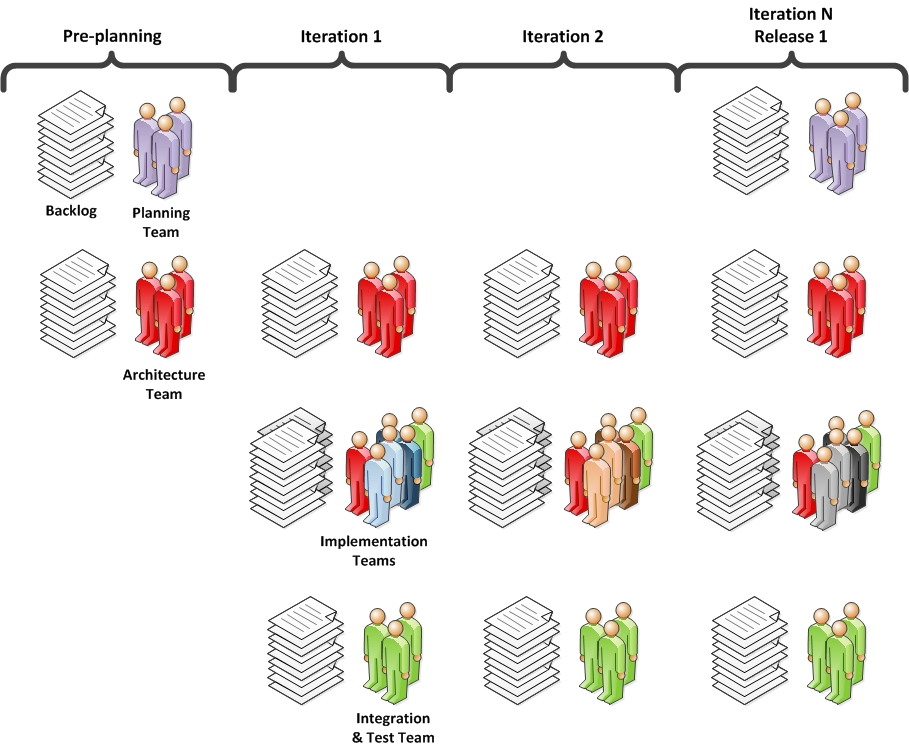 Pre-planning
Iteration 1
Iteration 2
Iteration N
Release 1
Backlog
Planning
Team
Architecture
Team
Implementation
Teams
Integration
& Test Team